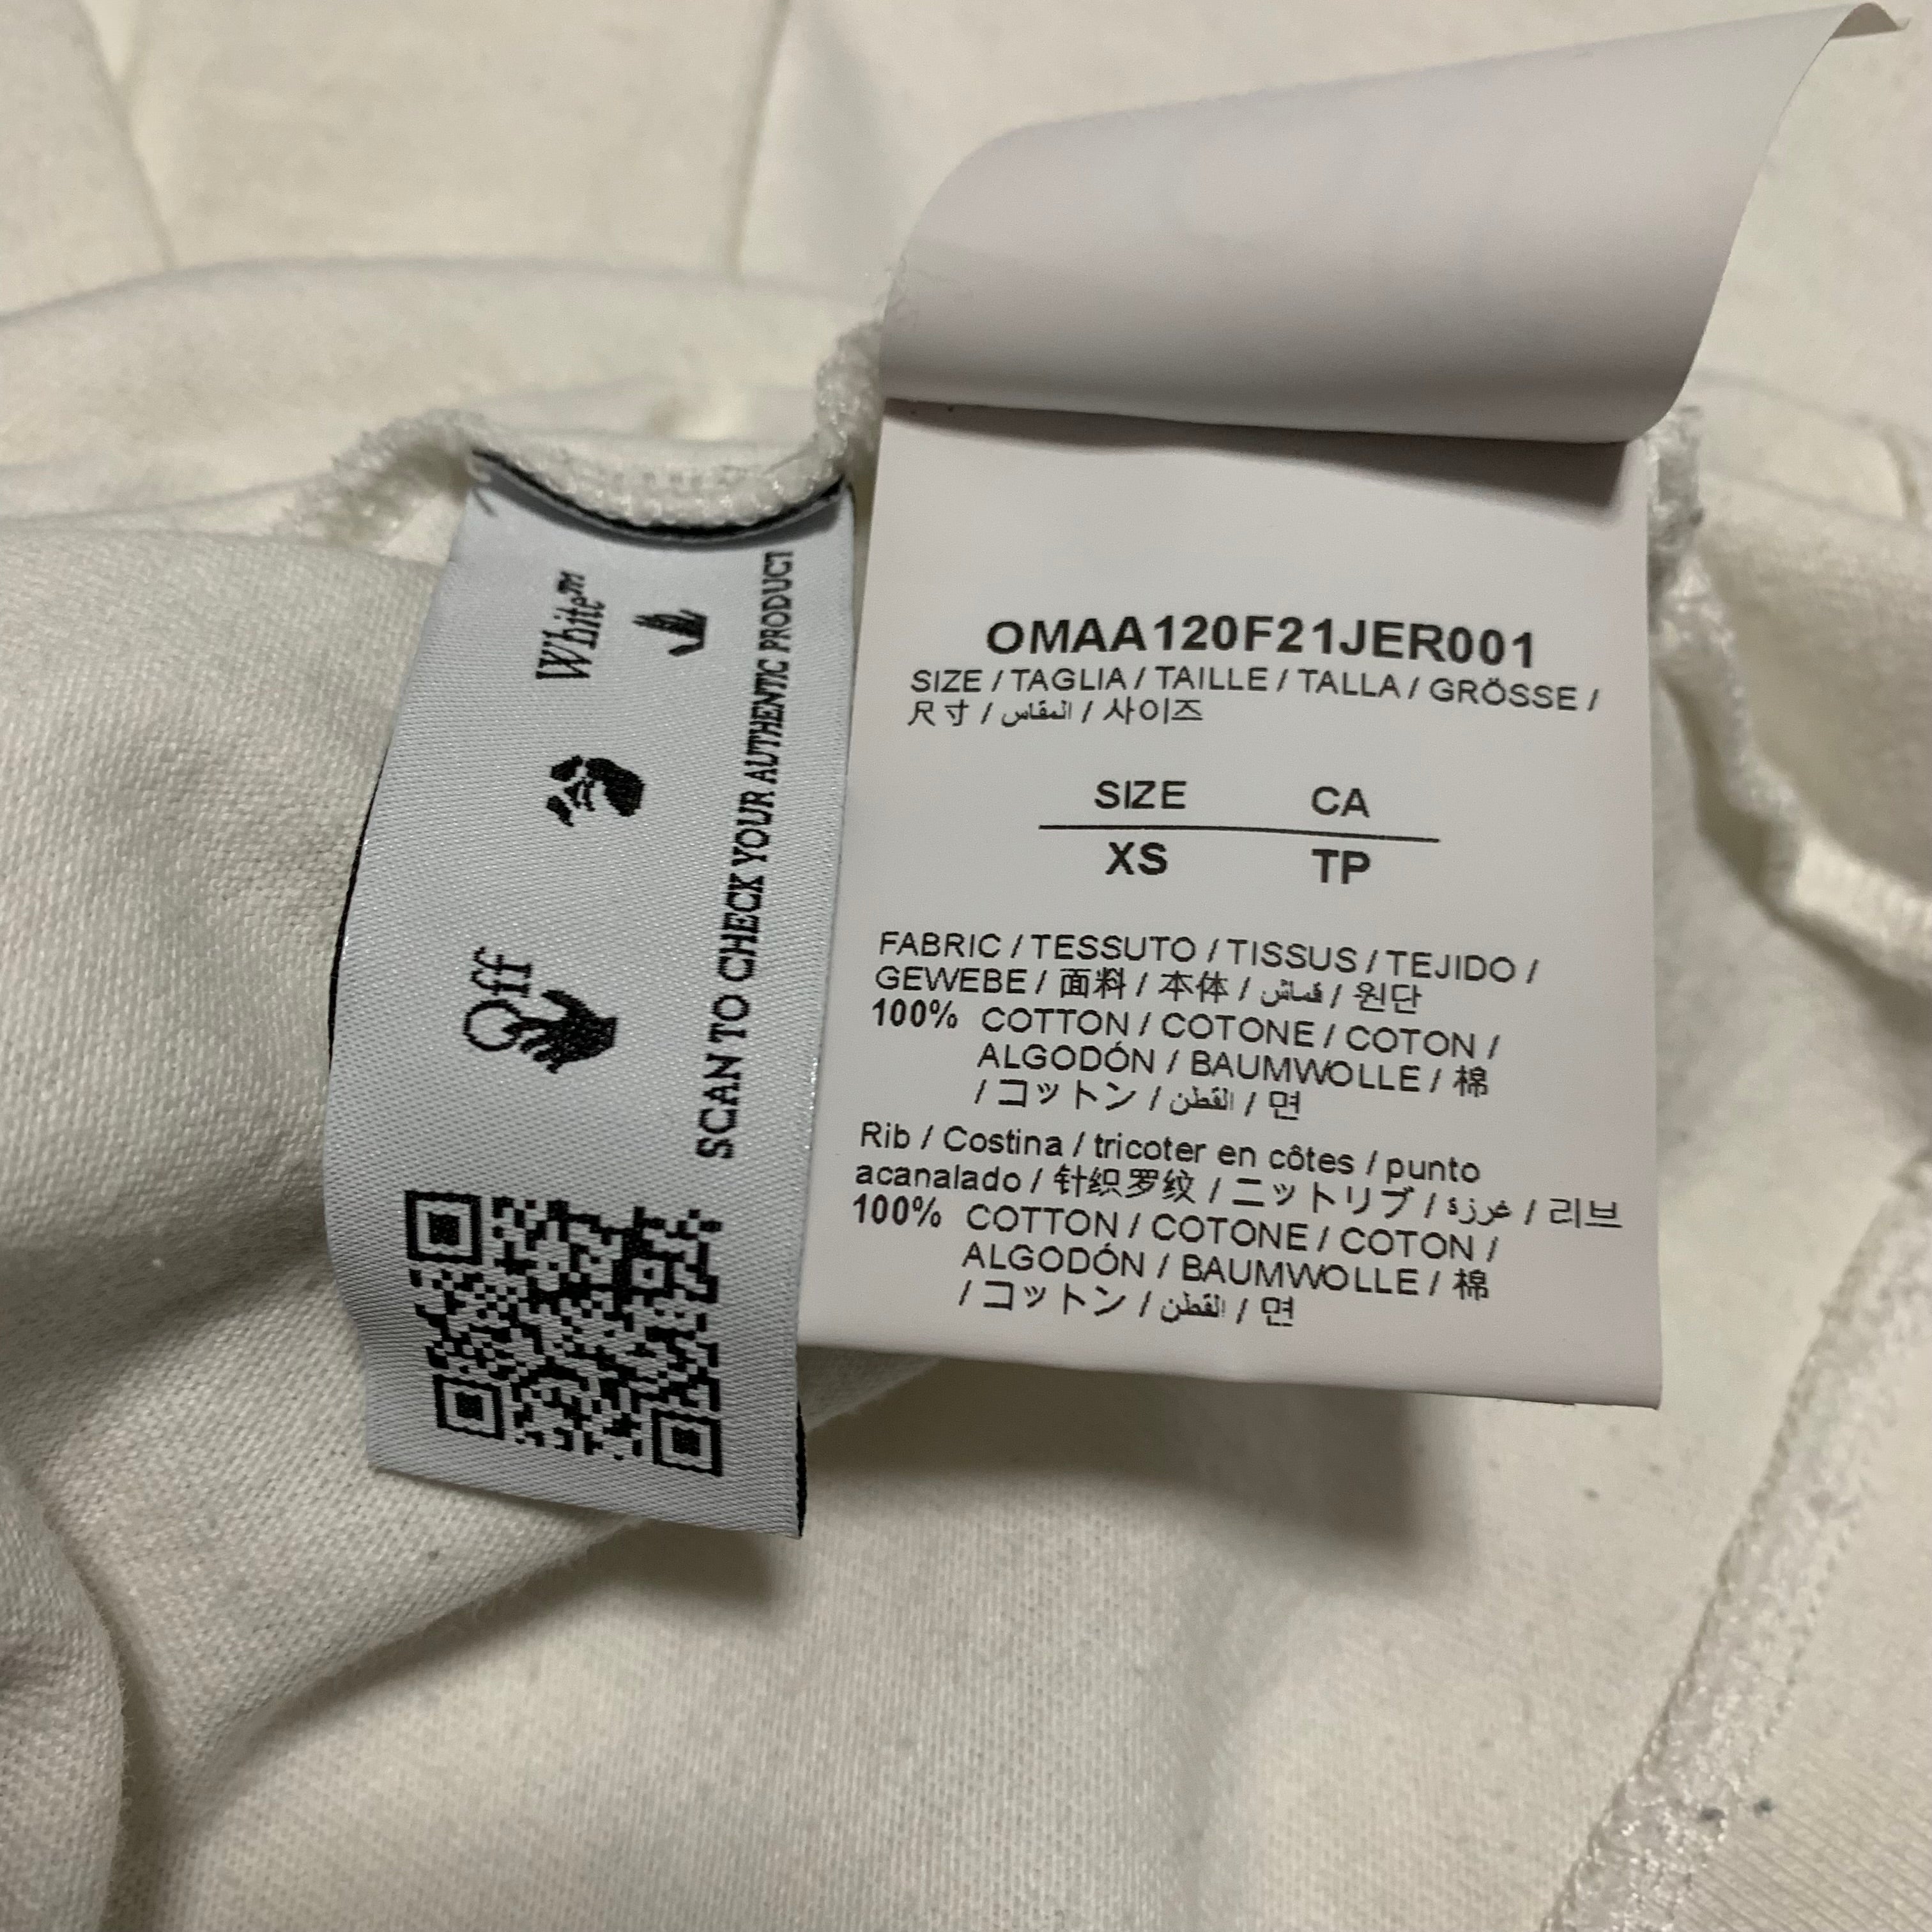 Off White™
SCAN TO CHECK YOUR AUTHENTIC PRODUCT
OMAA120F21JER001
SIZE / TAGLIA / TAILLE / TALLA / GRÖSSE /
尺寸 / المقاس / 사이즈
SIZE CA
XS TP
FABRIC / TESSUTO / TISSUS / TEJIDO /
GEWEBE / 面料 / 本体 / قماش / 원단
100% COTTON / COTONE / COTON /
ALGODÓN / BAUMWOLLE / 棉
/ コットン / القطن / 면
Rib / Costina / tricoter en côtes / punto
acanalado / 针织罗纹 / ニットリブ / غرزة / 리브
100% COTTON / COTONE / COTON /
ALGODÓN / BAUMWOLLE / 棉
/ コットン / القطن / 면